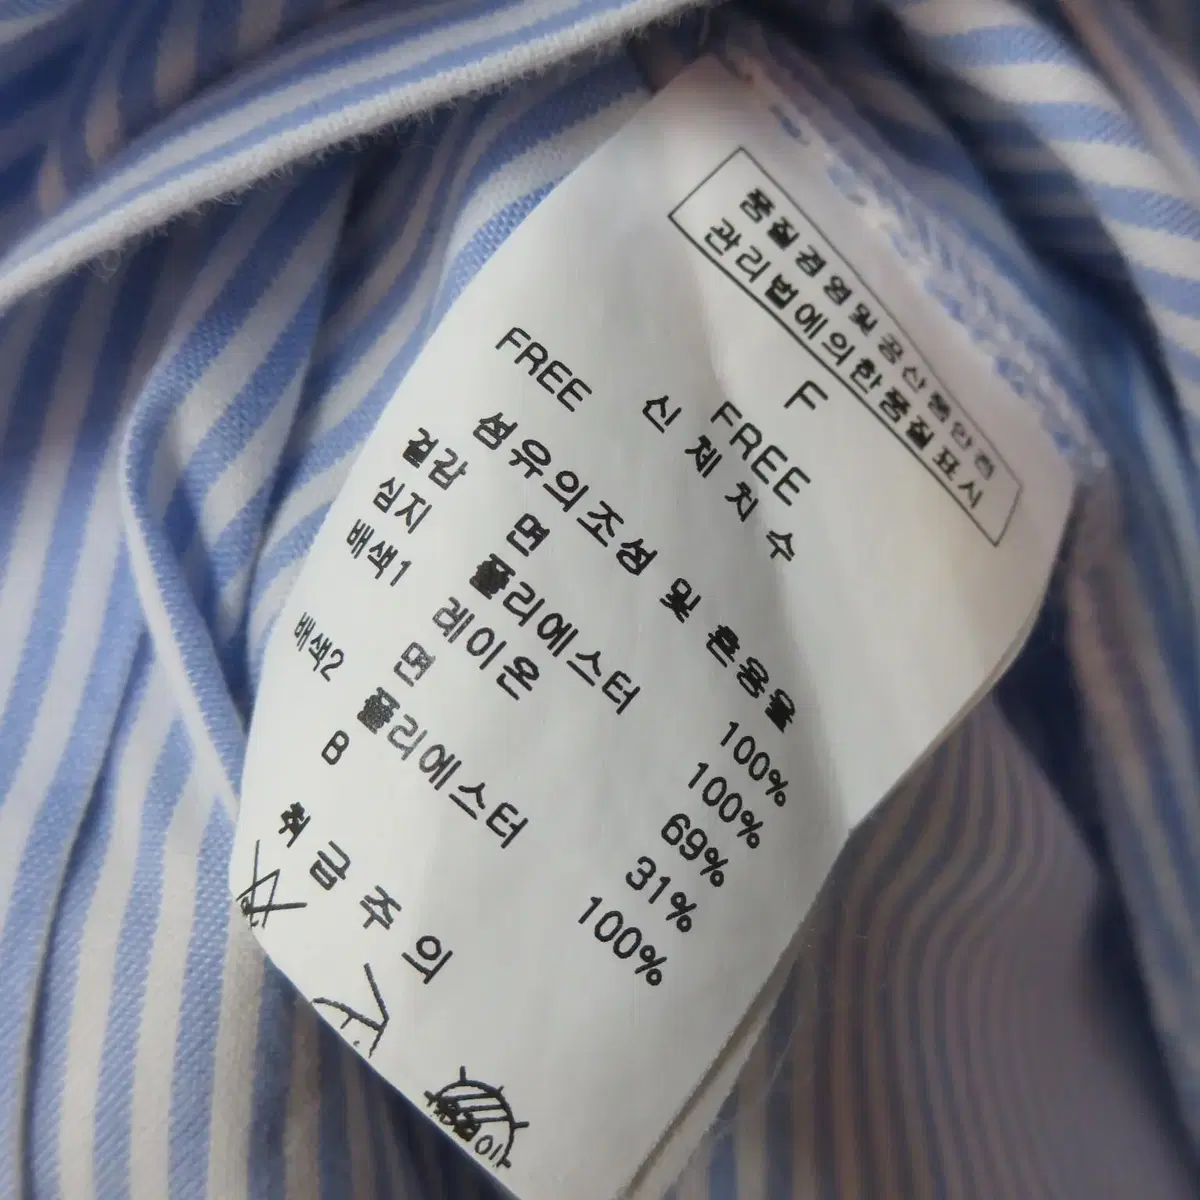 품질경영및공산품안전
관리법에의한품질표시
F
FREE FREE
신 체 치 수
섬유의조성 및 혼용율
겉감 면 100%
심지 폴리에스터 100%
배색1 레이온 69%
면 31%
배색2 폴리에스터 100%
B
취 급 주 의